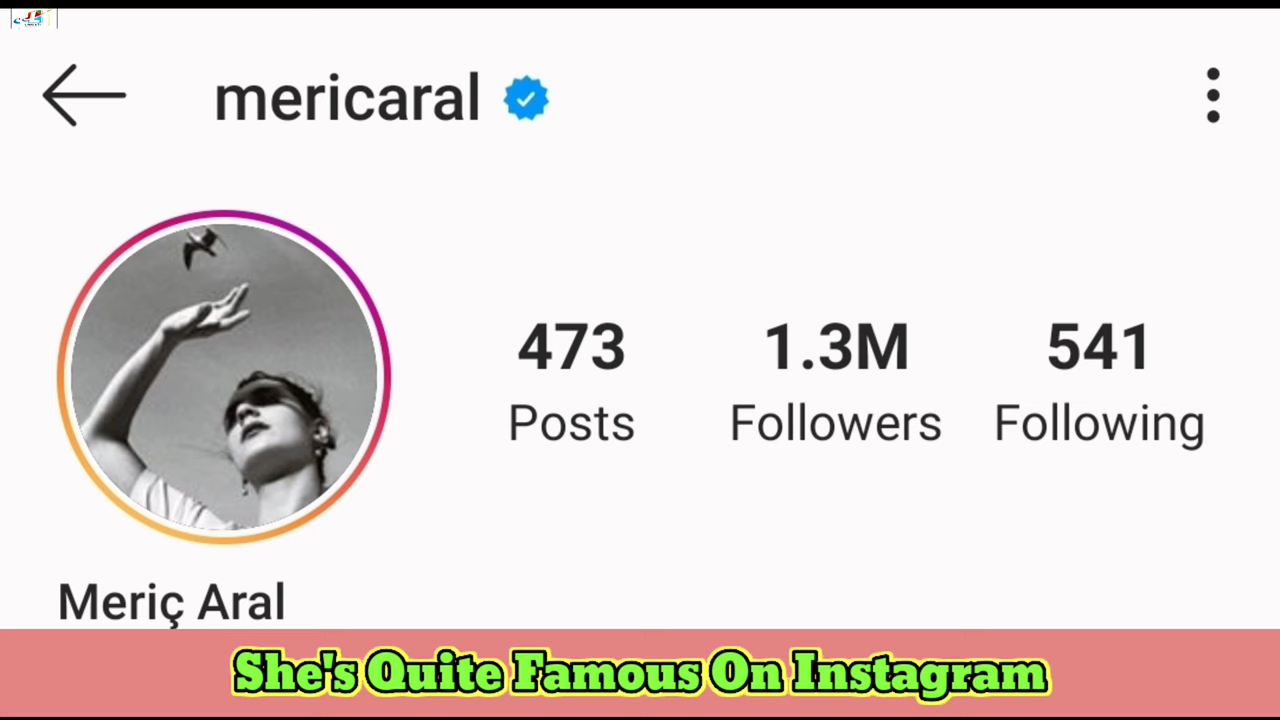 mericaral
473 1.3M 541
Posts Followers Following
Meriç Aral
She's Quite Famous On Instagram